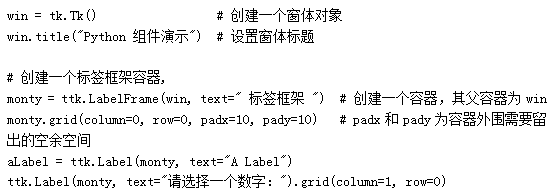 win = tk.Tk()                # 创建一个窗体对象
win.title("Python 组件演示")  # 设置窗体标题
# 创建一个标签框架容器,
monty = ttk.LabelFrame(win, text=" 标签框架 ")  # 创建一个容器，其父容器为 win
monty.grid(column=0, row=0, padx=10, pady=10)   # padx 和 pady 为容器外围需要留
出的空余空间
aLabel = ttk.Label(monty, text="A Label")
ttk.Label(monty, text="请选择一个数字：").grid(column=1, row=0)